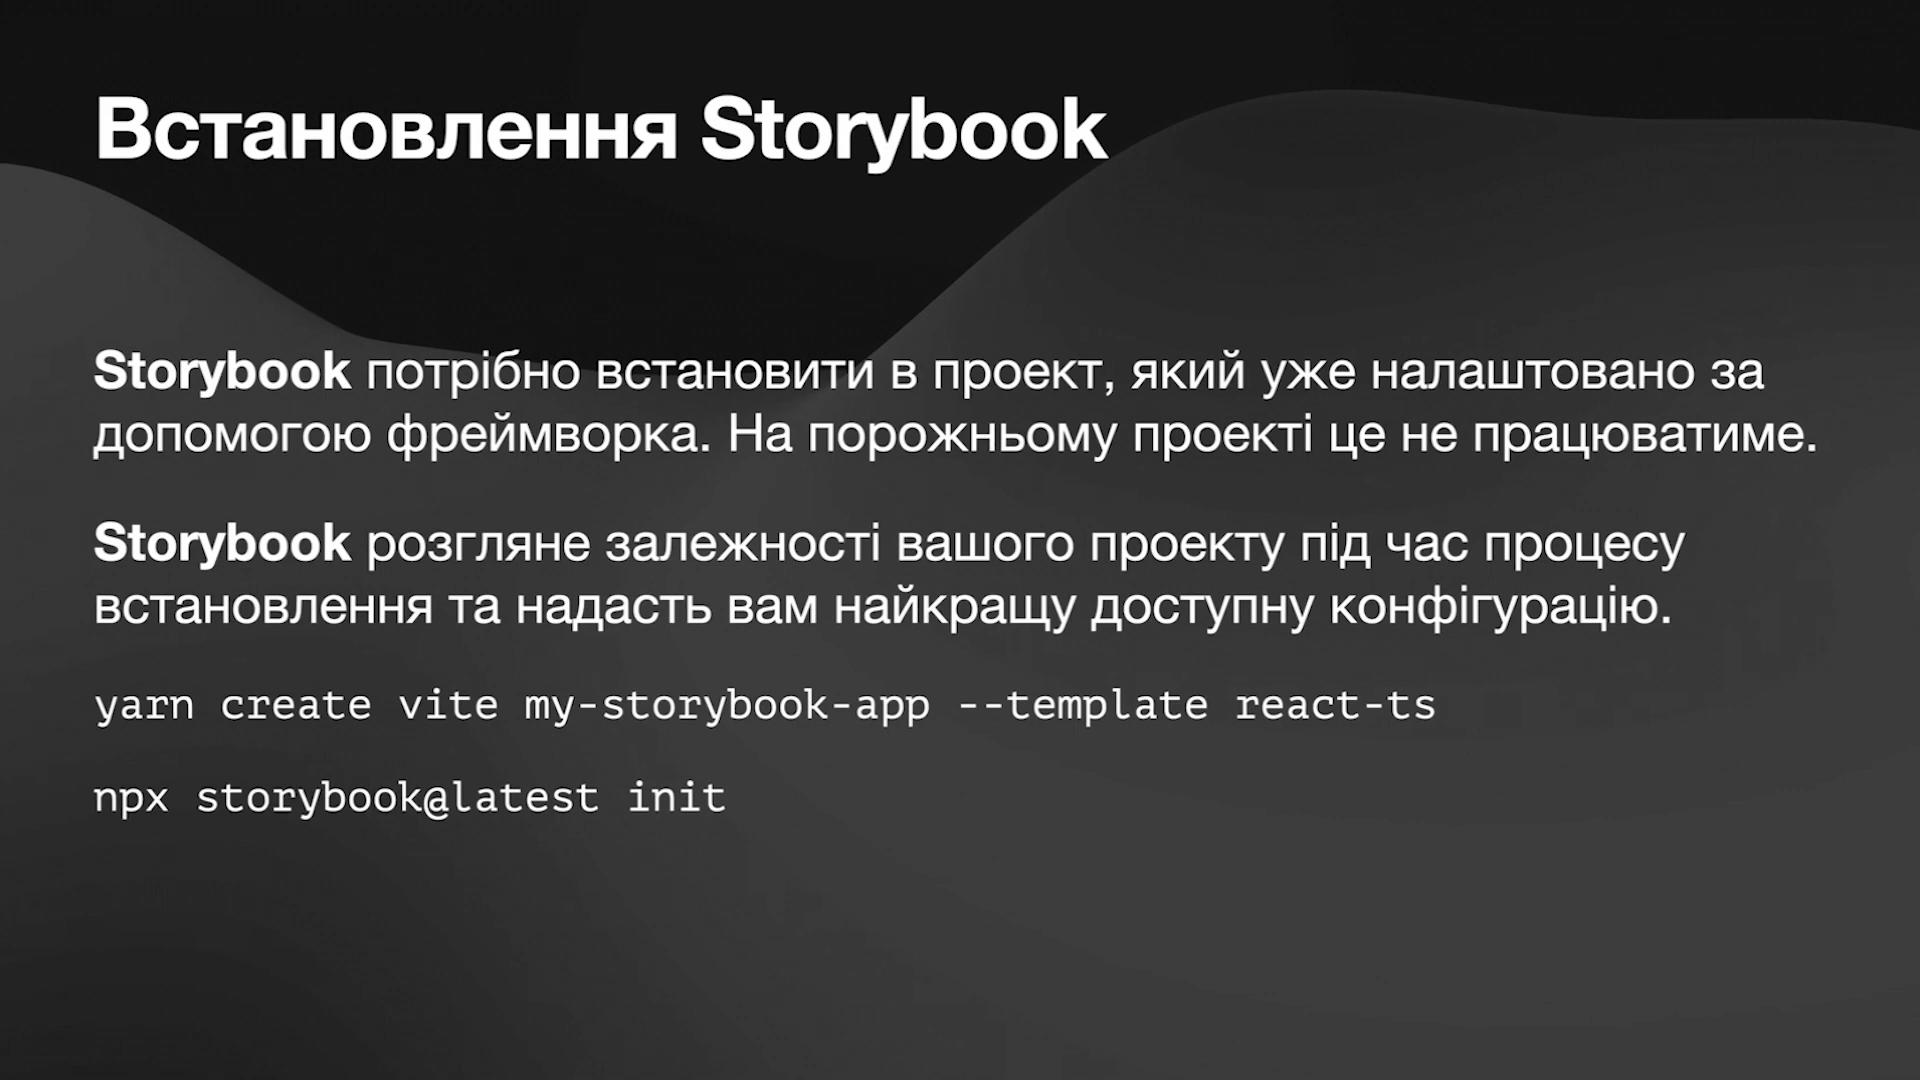 Встановлення Storybook
Storybook потрібно встановити в проект, який уже налаштовано за
допомогою фреймворка. На порожньому проекті це не працюватиме.
Storybook розгляне залежності вашого проекту під час процесу
встановлення та надасть вам найкращу доступну конфігурацію.
yarn create vite my-storybook-app --template react-ts
npx storybook@latest init